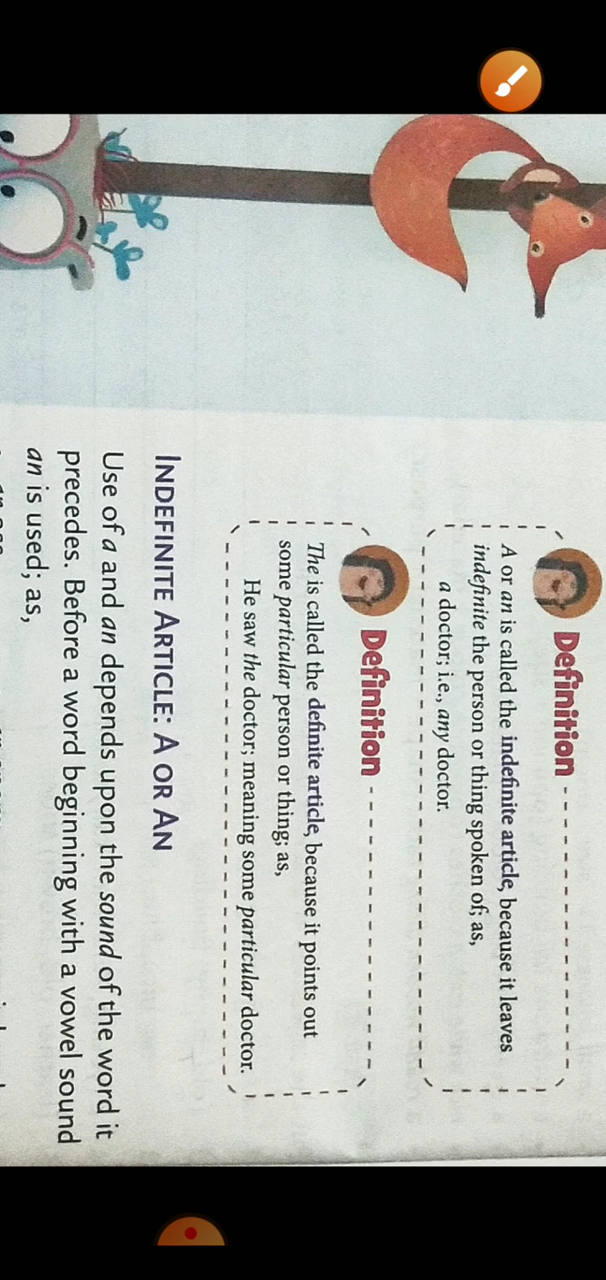 Definition
A or an is called the indefinite article, because it leaves
indefinite the person or thing spoken of; as,
a doctor; i.e., any doctor.
Definition
The is called the definite article, because it points out
some particular person or thing; as,
He saw the doctor; meaning some particular doctor.
INDEFINITE ARTICLE: A OR AN
Use of a and an depends upon the sound of the word it
precedes. Before a word beginning with a vowel sound
an is used; as,